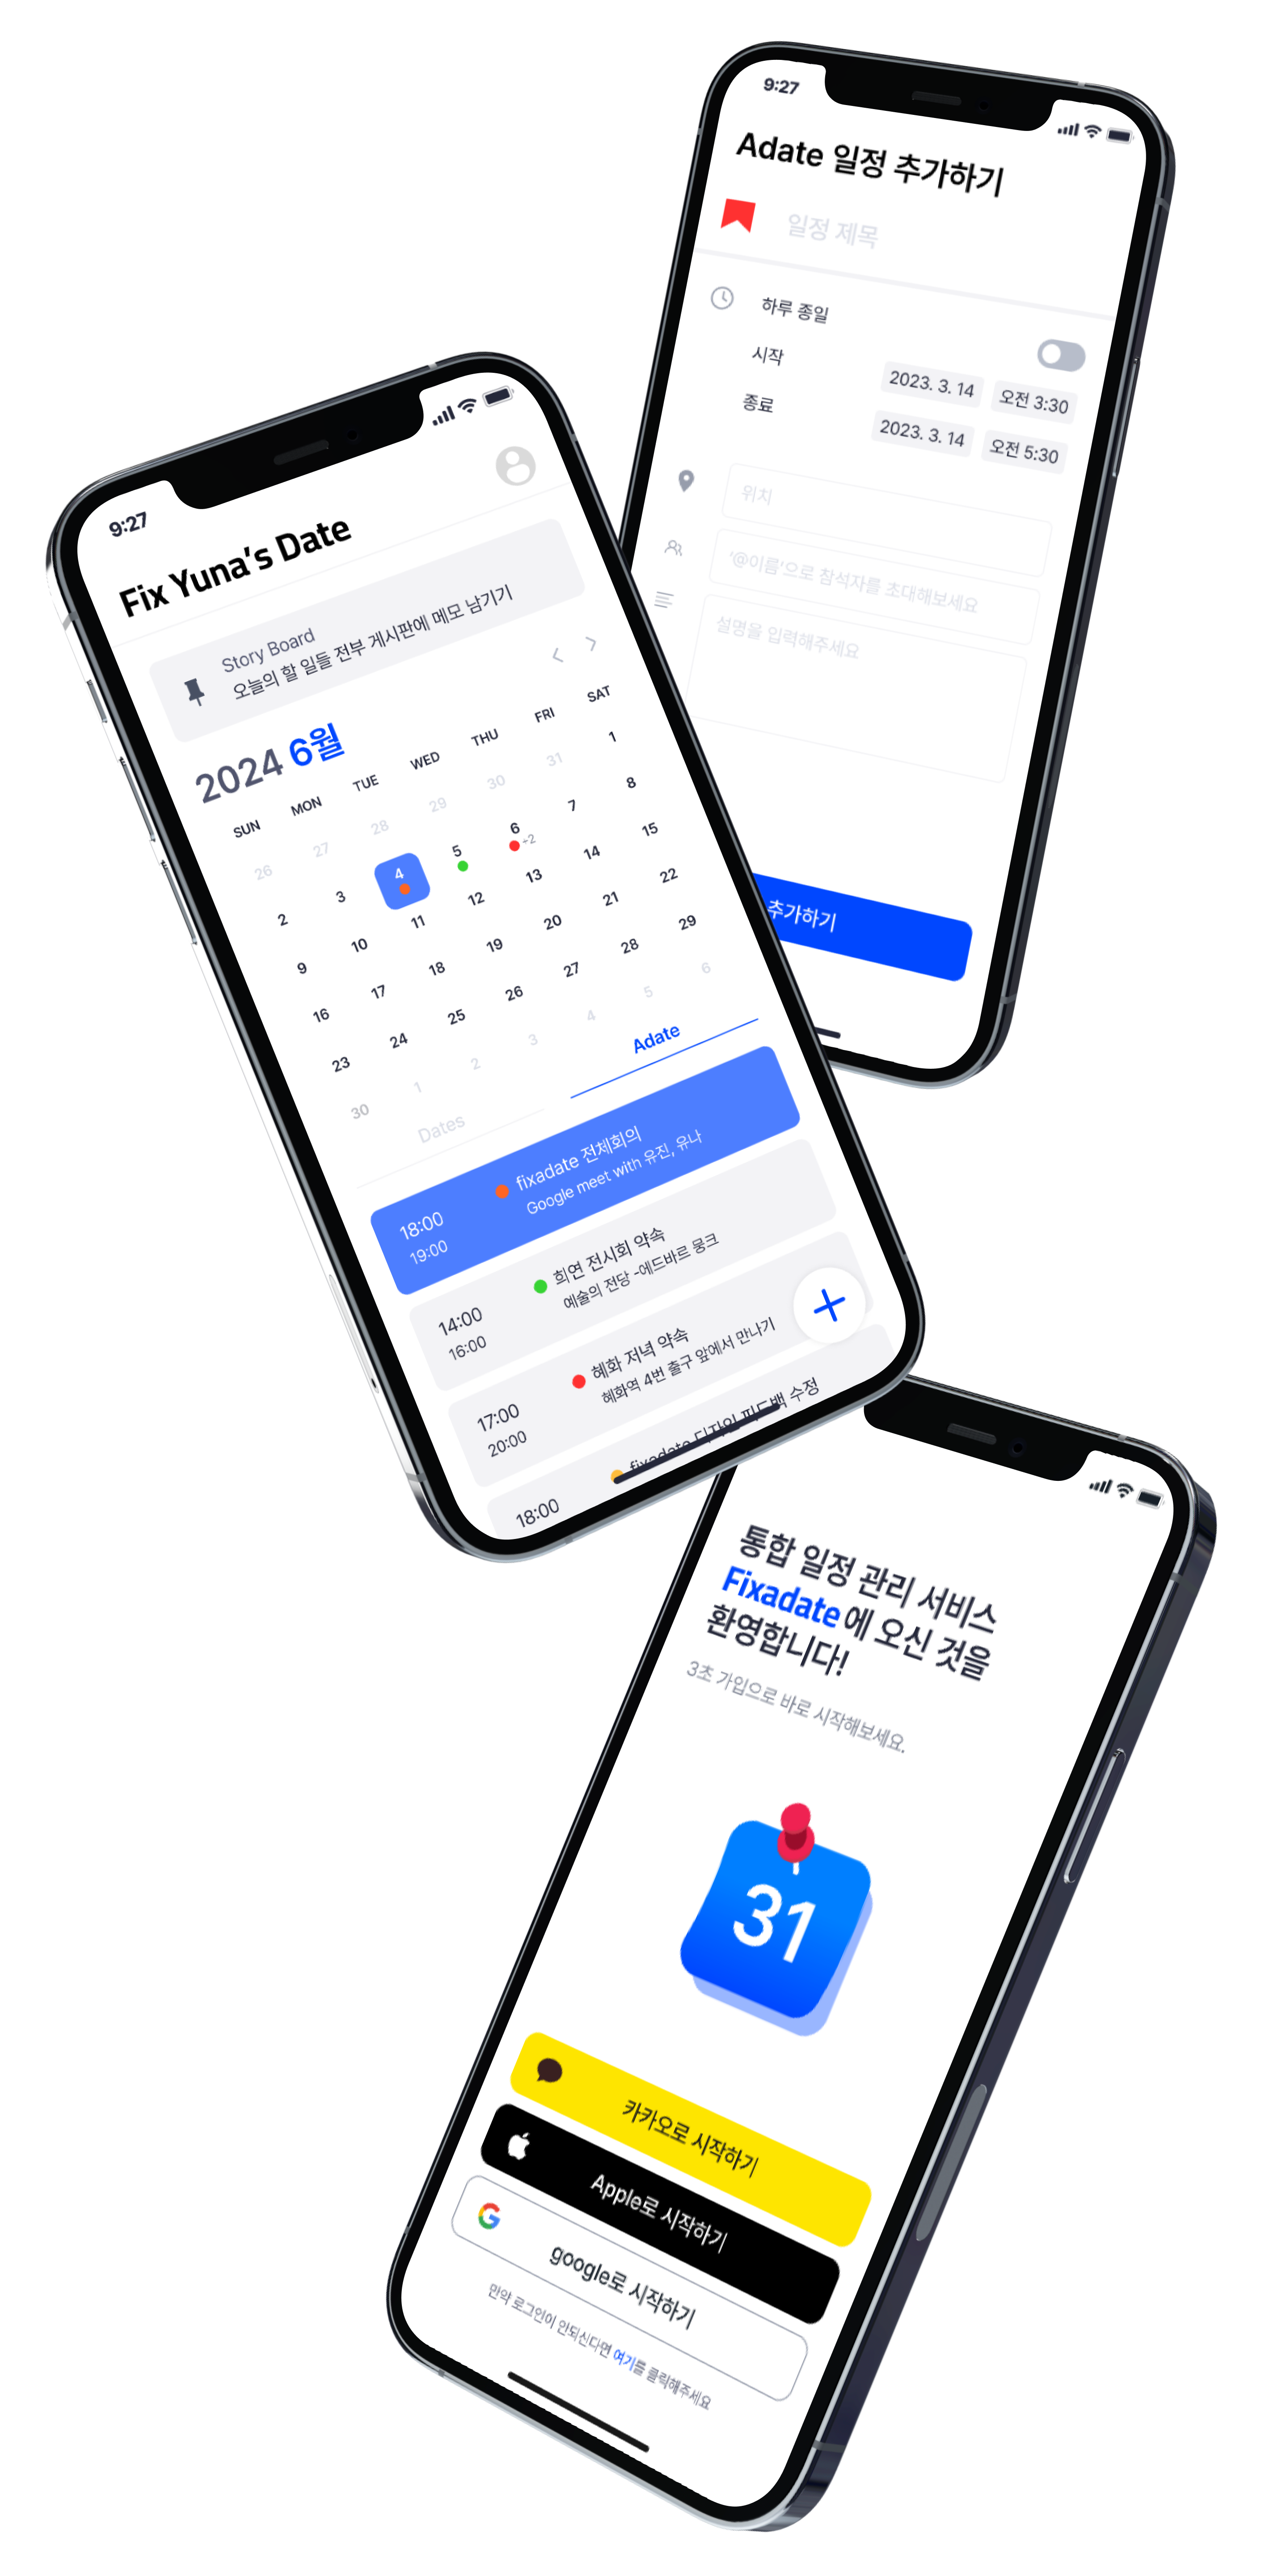 9:27
Adate 일정 추가하기
일정 제목
하루 종일
시작
2023. 3. 14
오전 3:30
종료
2023. 3. 14
오전 5:30
위치
'@이름'으로 참석자를 초대해보세요
설명을 입력해주세요
추가하기
9:27
Fix Yuna's Date
Story Board
오늘의 할 일들 전부 게시판에 메모 남기기
2024 6월
SUN MON TUE WED THU FRI SAT
26 27 28 29 30 31 1
2 3 4 5 6 7 8
+2
9 10 11 12 13 14 15
16 17 18 19 20 21 22
23 24 25 26 27 28 29
30 1 2 3 4 5 6
Dates
Adate
18:00
19:00
fixadate 전체회의
Google meet with 유진, 유나
14:00
16:00
희연 전시회 약속
예술의 전당 -에드바르 뭉크
17:00
20:00
혜화 저녁 약속
혜화역 4번 출구 앞에서 만나기
18:00
fixadate 디자인 피드백 수정
통합 일정 관리 서비스
Fixadate에 오신 것을
환영합니다!
3초 가입으로 바로 시작해보세요.
31
카카오로 시작하기
Apple로 시작하기
google로 시작하기
만약 로그인이 안되신다면 여기를 클릭해주세요